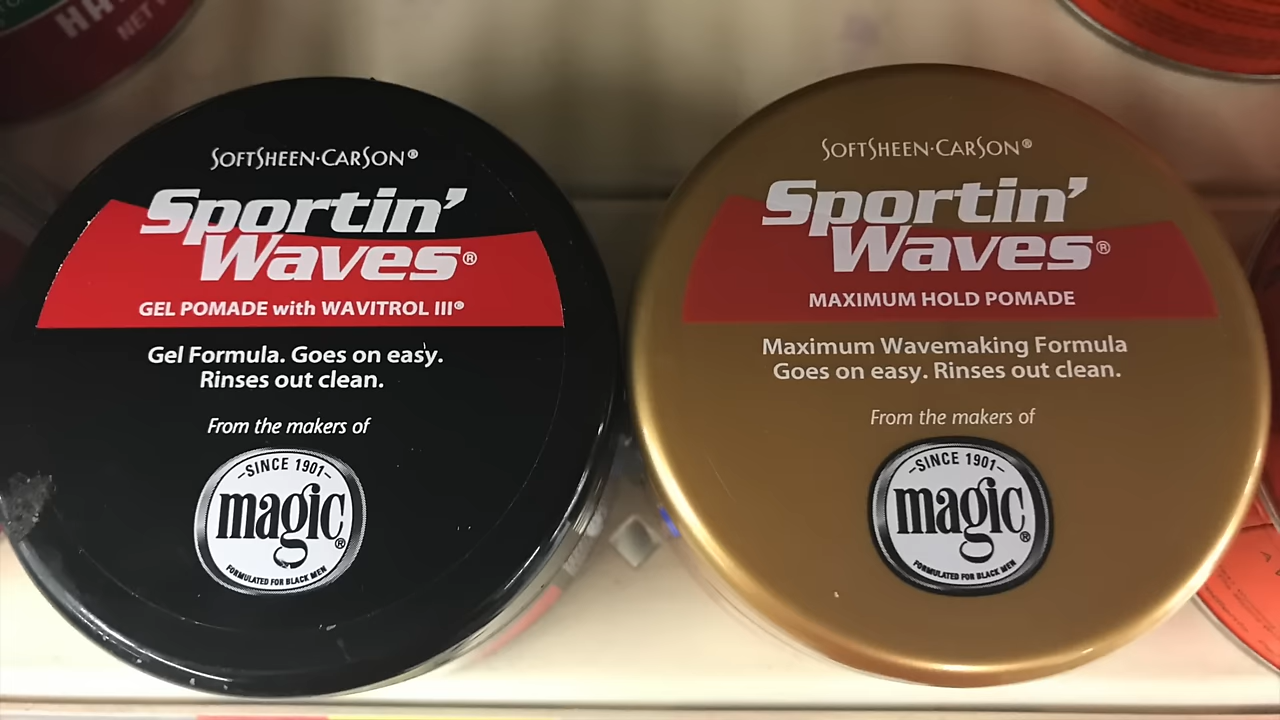 HA
NET
SOFTSHEEN·CARSON®
Sportin'
Waves®
GEL POMADE with WAVITROL III®
Gel Formula. Goes on easy.
Rinses out clean.
From the makers of
-SINCE 1901-
magic®
FORMULATED FOR BLACK MEN
SOFTSHEEN·CARSON®
Sportin'
Waves®
MAXIMUM HOLD POMADE
Maximum Wavemaking Formula
Goes on easy. Rinses out clean.
From the makers of
-SINCE 1901-
magic®
FORMULATED FOR BLACK MEN